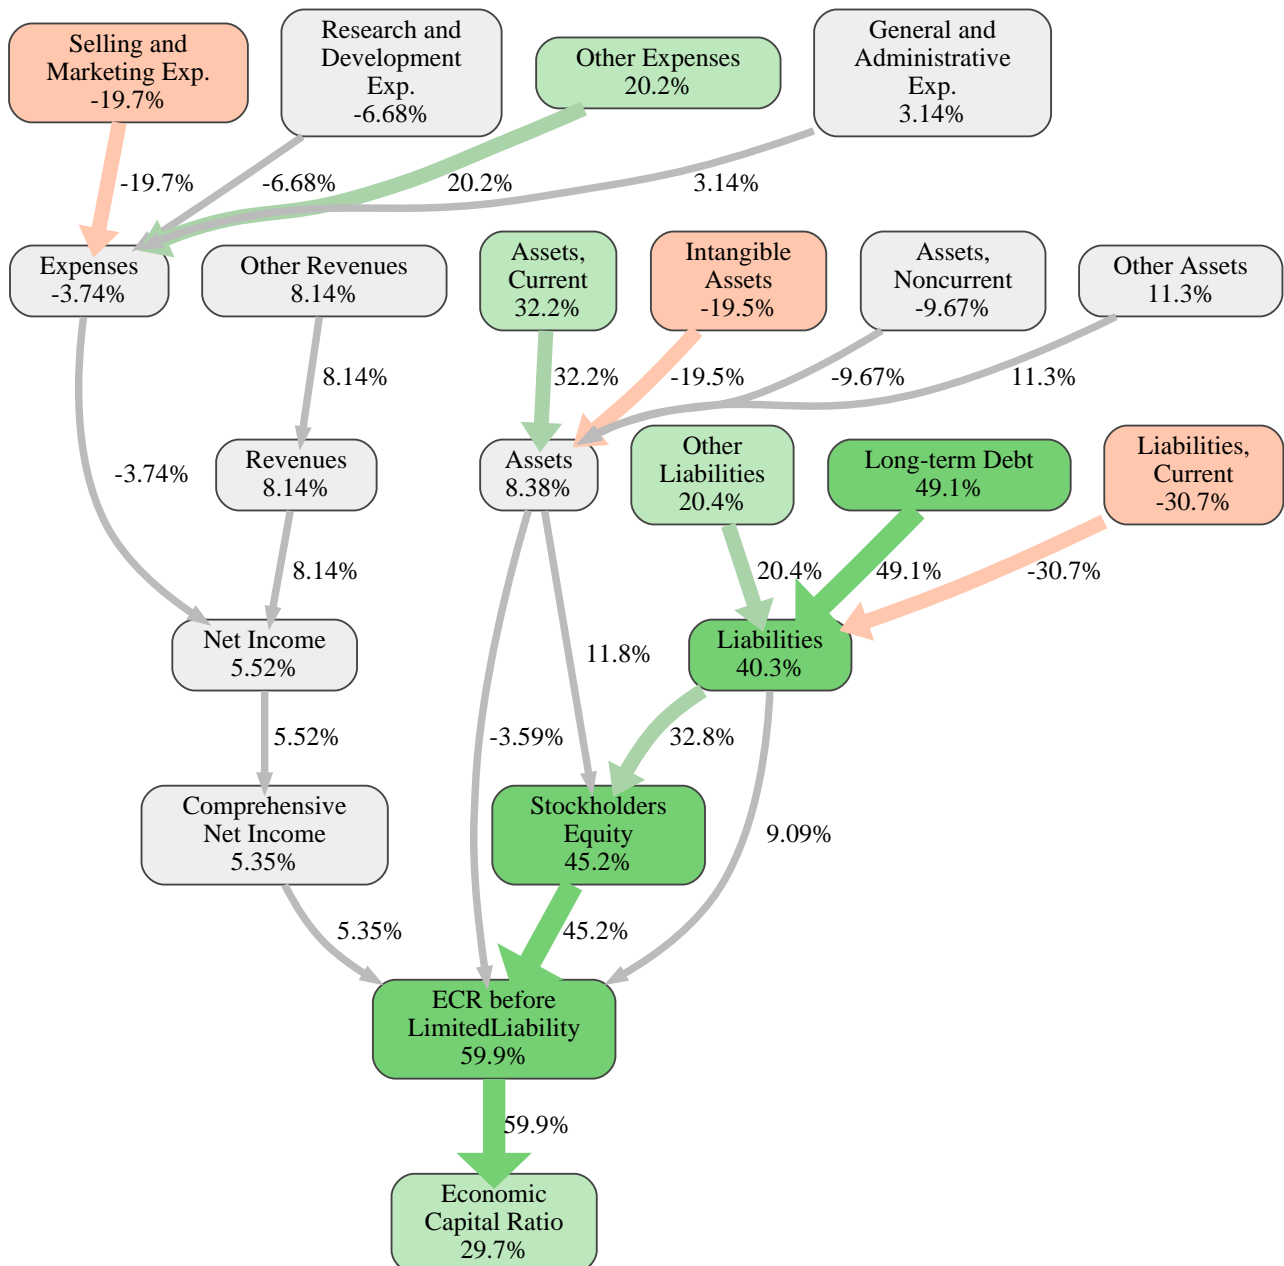 Selling and
Marketing Exp.
-19.7%
Research and
Development
Exp.
-6.68%
Other Expenses
20.2%
General and
Administrative
Exp.
3.14%
-19.7%
-6.68%
20.2%
3.14%
Expenses
-3.74%
Other Revenues
8.14%
Assets,
Current
32.2%
Intangible
Assets
-19.5%
Assets,
Noncurrent
-9.67%
Other Assets
11.3%
8.14%
32.2%
-19.5%
-9.67%
11.3%
-3.74%
Revenues
8.14%
Assets
8.38%
Other
Liabilities
20.4%
Long-term Debt
49.1%
Liabilities,
Current
-30.7%
8.14%
20.4%
49.1%
-30.7%
Net Income
5.52%
11.8%
Liabilities
40.3%
5.52%
-3.59%
32.8%
Comprehensive
Net Income
5.35%
Stockholders
Equity
45.2%
9.09%
5.35%
45.2%
ECR before
LimitedLiability
59.9%
59.9%
Economic
Capital Ratio
29.7%